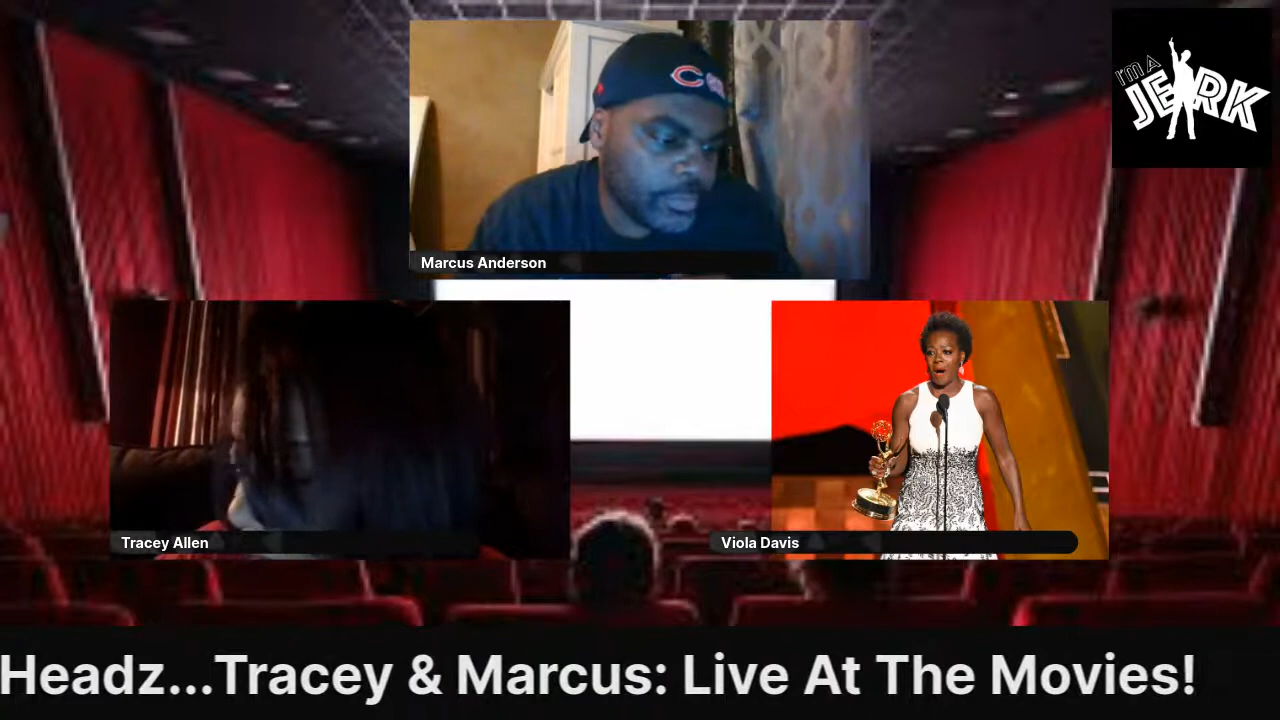 I'M A
JERK
C
Marcus Anderson
Tracey Allen
Viola Davis
Headz...Tracey & Marcus: Live At The Movies!